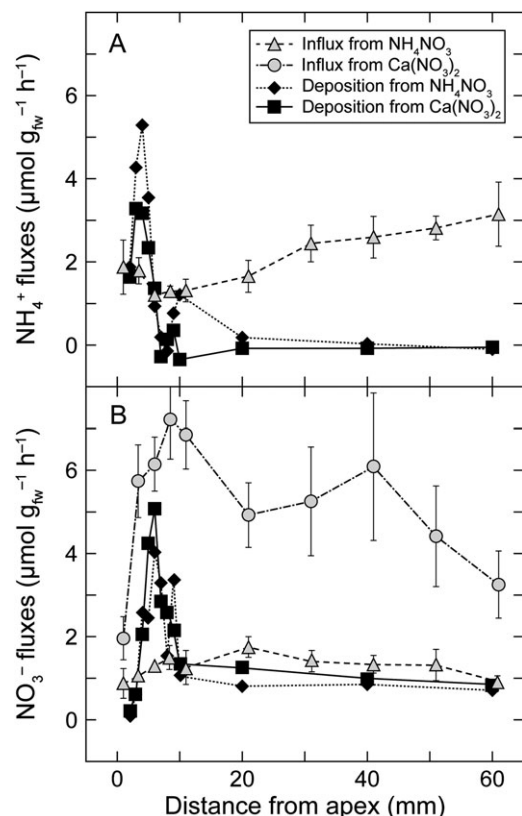 A
Influx from NH₄NO₃
Influx from Ca(NO₃)₂
Deposition from NH₄NO₃
Deposition from Ca(NO₃)₂
NH₄⁺ fluxes (µmol g_fw⁻¹ h⁻¹)
6
4
2
0
B
NO₃⁻ fluxes (µmol g_fw⁻¹ h⁻¹)
6
4
2
0
0 20 40 60
Distance from apex (mm)